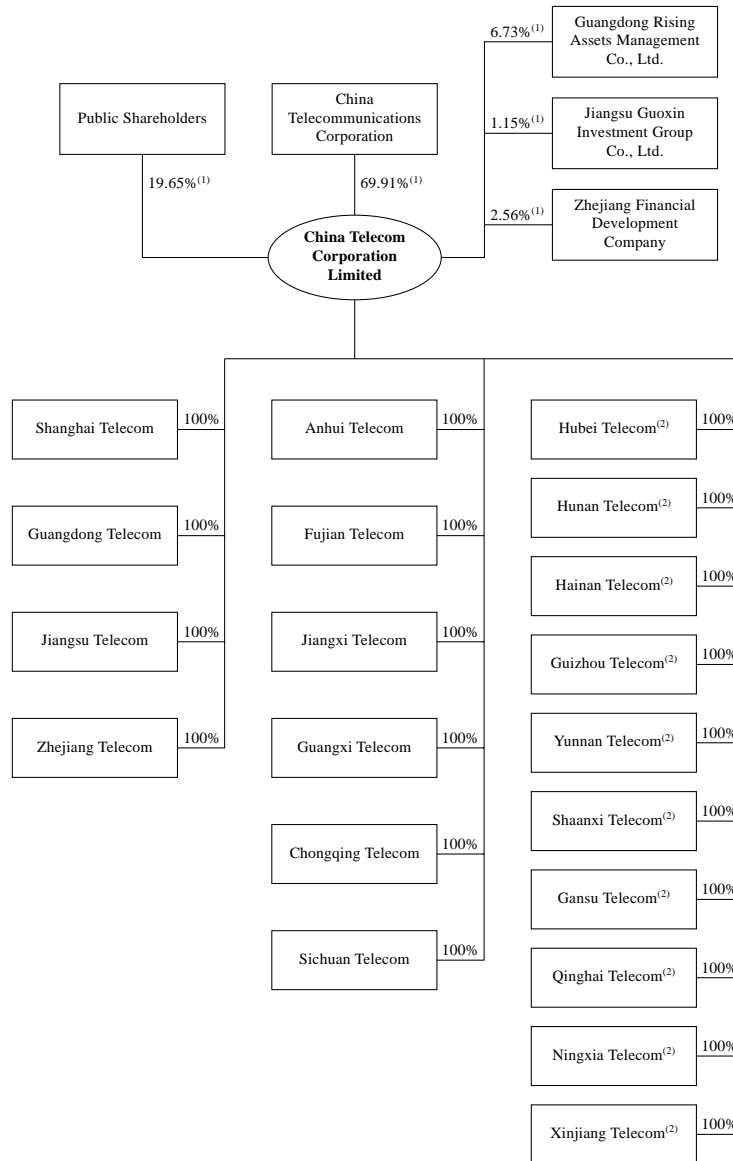 Guangdong Rising
Assets Management
Co., Ltd.
6.73%(1)
Public Shareholders
China
Telecommunications
Corporation
Jiangsu Guoxin
Investment Group
Co., Ltd.
1.15%(1)
19.65%(1)
69.91%(1)
Zhejiang Financial
Development
Company
2.56%(1)
China Telecom
Corporation
Limited
Shanghai Telecom
100%
Anhui Telecom
100%
Hubei Telecom(2)
100%
Hunan Telecom(2)
100%
Guangdong Telecom
100%
Fujian Telecom
100%
Hainan Telecom(2)
100%
Jiangsu Telecom
100%
Jiangxi Telecom
100%
Guizhou Telecom(2)
100%
Zhejiang Telecom
100%
Guangxi Telecom
100%
Yunnan Telecom(2)
100%
Shaanxi Telecom(2)
100%
Chongqing Telecom
100%
Gansu Telecom(2)
100%
Sichuan Telecom
100%
Qinghai Telecom(2)
100%
Ningxia Telecom(2)
100%
Xinjiang Telecom(2)
100%